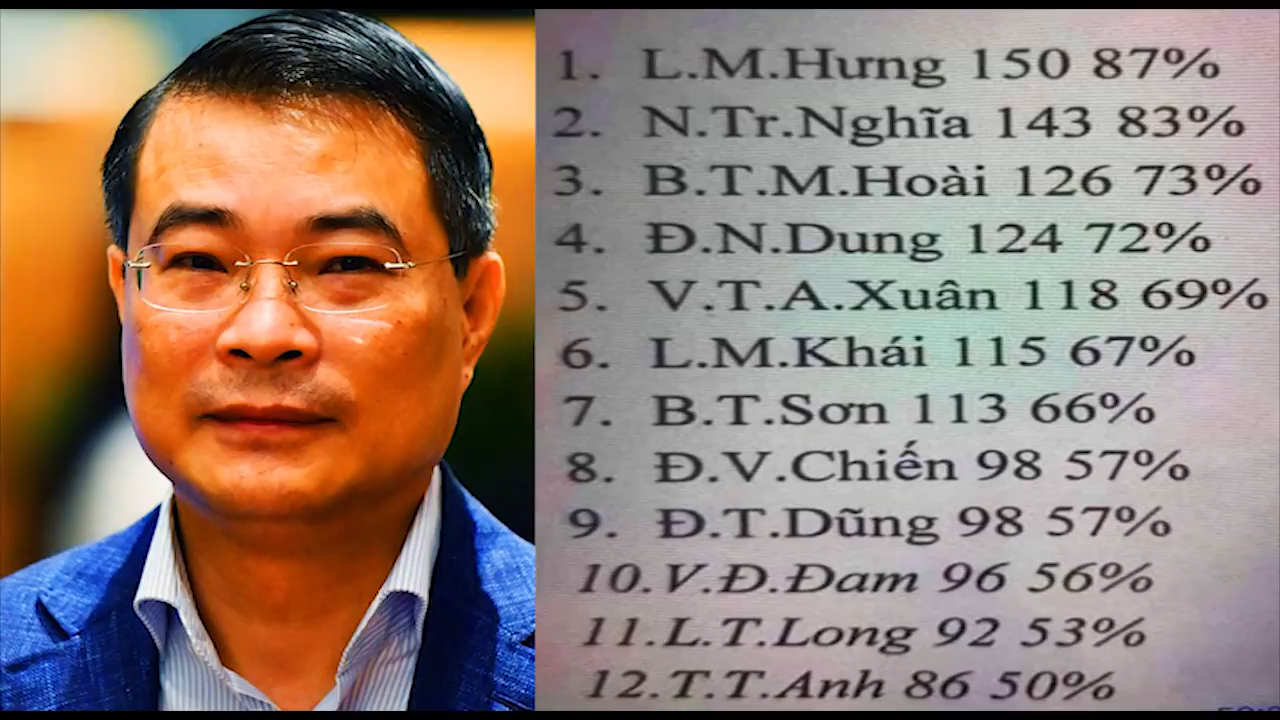 1. L.M.Hưng 150 87%
2. N.Tr.Nghĩa 143 83%
3. B.T.M.Hoài 126 73%
4. Đ.N.Dung 124 72%
5. V.T.A.Xuân 118 69%
6. L.M.Khái 115 67%
7. B.T.Sơn 113 66%
8. Đ.V.Chiến 98 57%
9. Đ.T.Dũng 98 57%
10.V.Đ.Đam 96 56%
11.L.T.Long 92 53%
12.T.T.Anh 86 50%